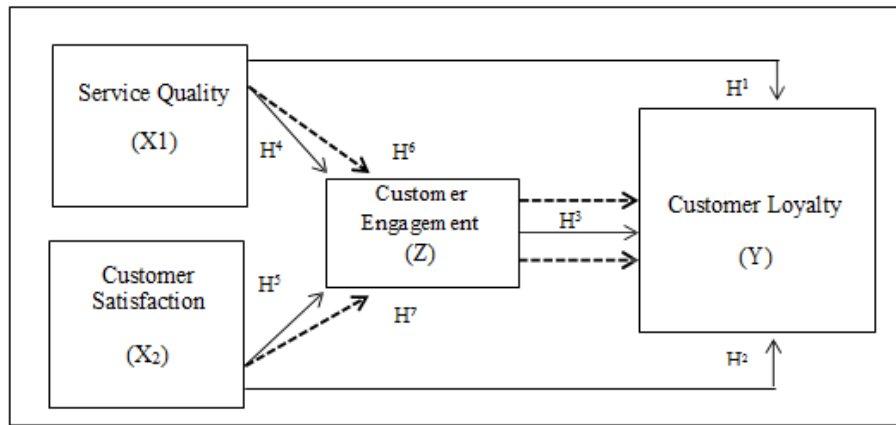 Service Quality
(X1)
H¹
H⁴
H⁶
Customer
Engagement
(Z)
H³
Customer Loyalty
(Y)
Customer
Satisfaction
(X₂)
H⁵
H⁷
H²